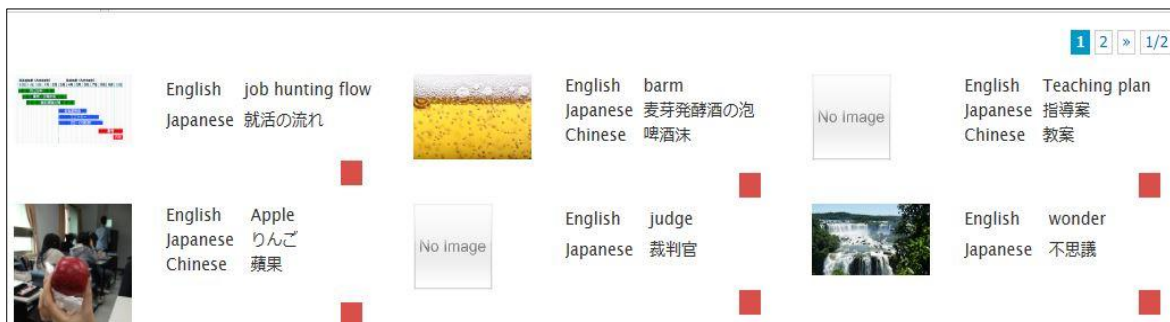 1 2 » 1/2
English job hunting flow
Japanese 就活の流れ
English barm
Japanese 麦芽発酵酒の泡
Chinese 啤酒沫
No Image
English Teaching plan
Japanese 指導案
Chinese 教案
English Apple
Japanese りんご
Chinese 蘋果
No Image
English judge
Japanese 裁判官
English wonder
Japanese 不思議